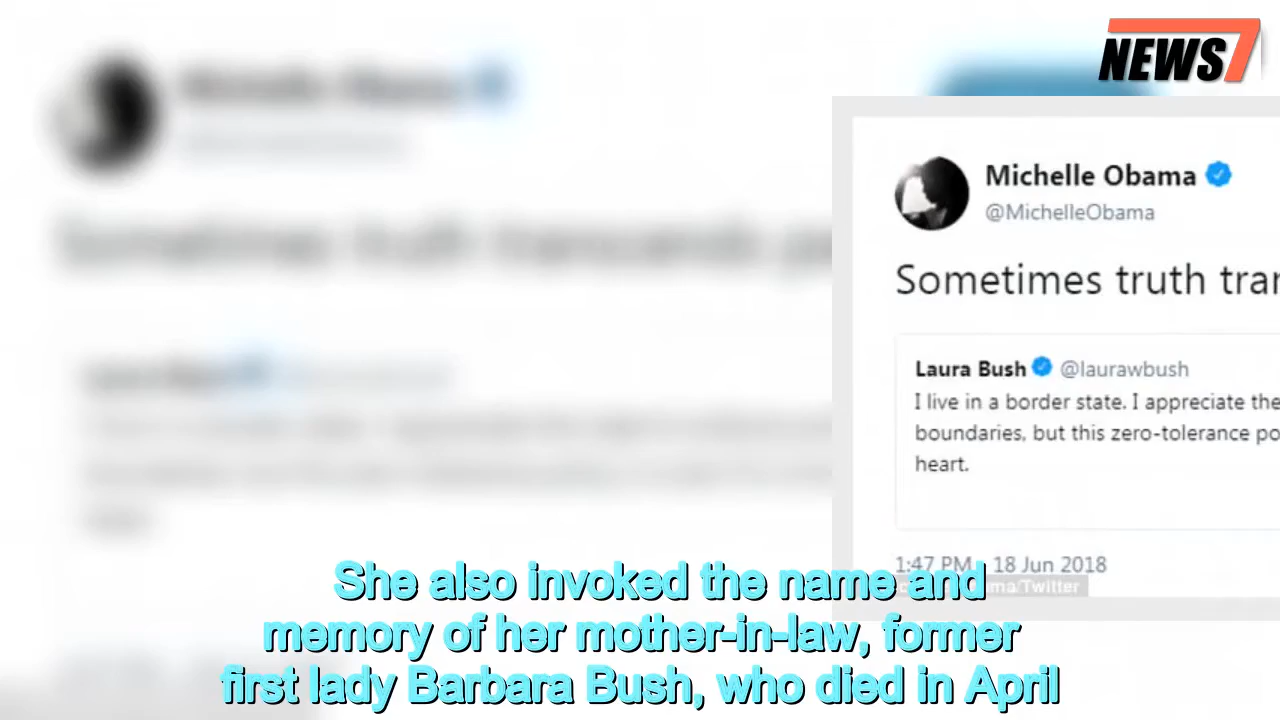 NEWS7
Michelle Obama
@MichelleObama
Sometimes truth
Laura Bush @laurawbush
I live in a border state. I appreciate the
boundaries, but this zero-tolerance
heart.
1:47 PM 18 Jun 2018
She also invoked the name and
memory of her mother-in-law, former
first lady Barbara Bush, who died in April